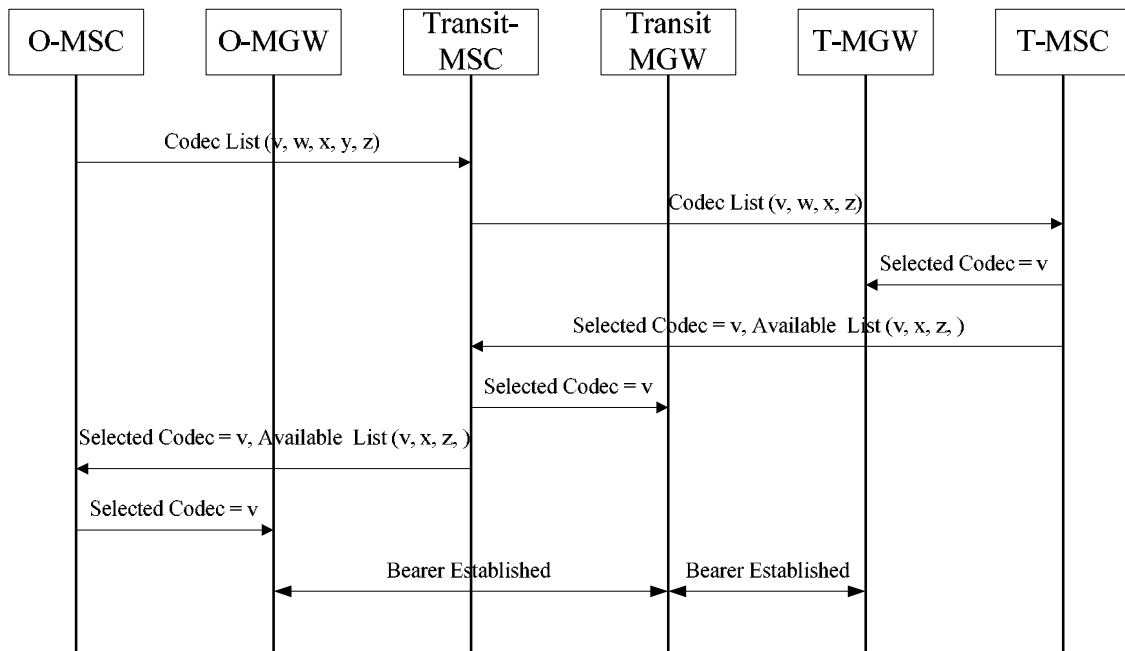 O-MSC
O-MGW
Transit-
MSC
Transit
MGW
T-MGW
T-MSC
Codec List (v, w, x, y, z)
Codec List (v, w, x, z)
Selected Codec = v
Selected Codec = v, Available List (v, x, z, )
Selected Codec = v
Selected Codec = v, Available List (v, x, z, )
Selected Codec = v
Bearer Established
Bearer Established